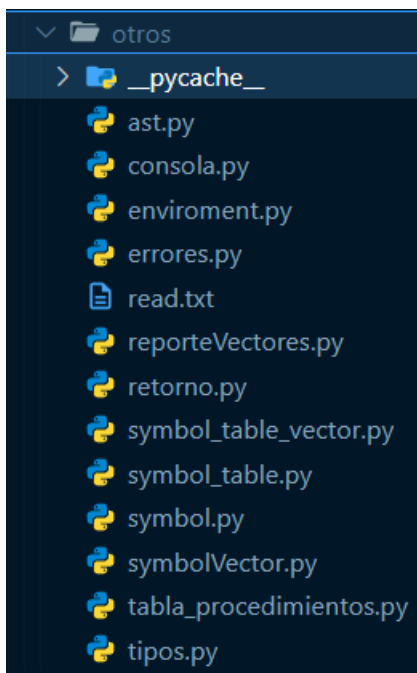 otros
__pycache__
ast.py
consola.py
enviroment.py
errores.py
read.txt
reporteVectores.py
retorno.py
symbol_table_vector.py
symbol_table.py
symbol.py
symbolVector.py
tabla_procedimientos.py
tipos.py